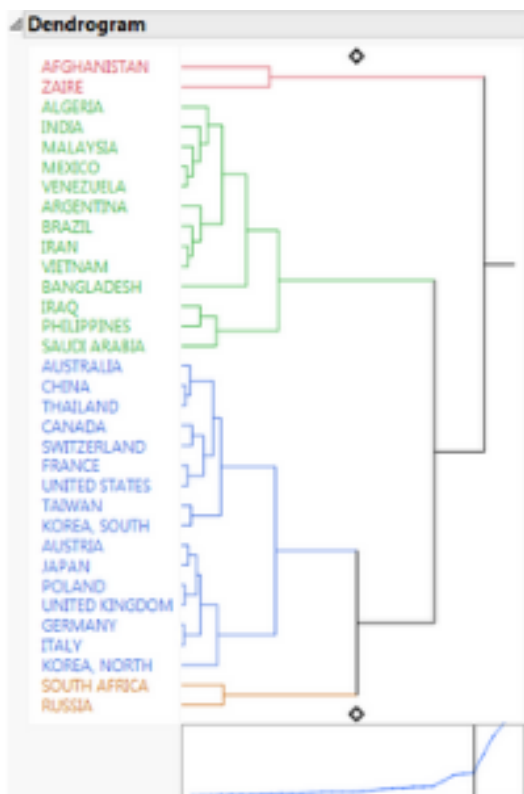 Dendrogram
AFGHANISTAN
ZAIRE
ALGERIA
INDIA
MALAYSIA
MEXICO
VENEZUELA
ARGENTINA
BRAZIL
IRAN
VIETNAM
BANGLADESH
IRAQ
PHILIPPINES
SAUDI ARABIA
AUSTRALIA
CHINA
THAILAND
CANADA
SWITZERLAND
FRANCE
UNITED STATES
TAIWAN
KOREA, SOUTH
AUSTRIA
JAPAN
POLAND
UNITED KINGDOM
GERMANY
ITALY
KOREA, NORTH
SOUTH AFRICA
RUSSIA